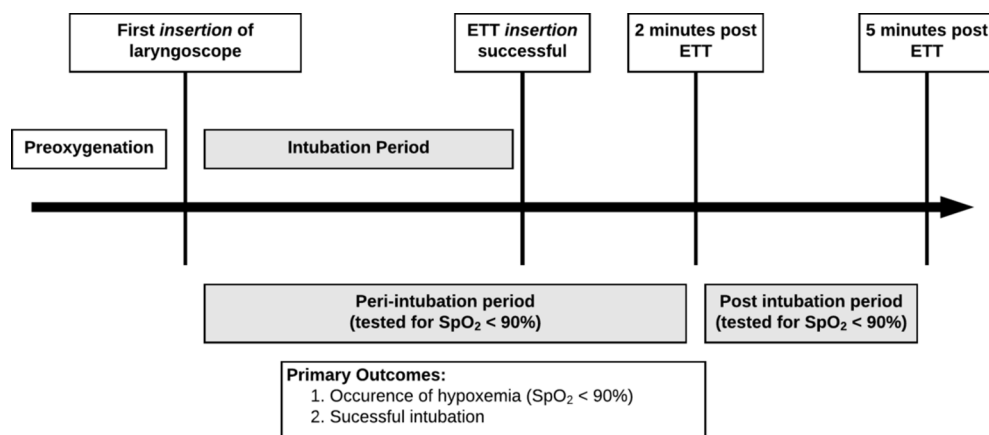 First insertion of
laryngoscope
ETT insertion
successful
2 minutes post
ETT
5 minutes post
ETT
Preoxygenation
Intubation Period
Peri-intubation period
(tested for SpO₂ < 90%)
Post intubation period
(tested for SpO₂ < 90%)
Primary Outcomes:
1. Occurence of hypoxemia (SpO₂ < 90%)
2. Sucessful intubation